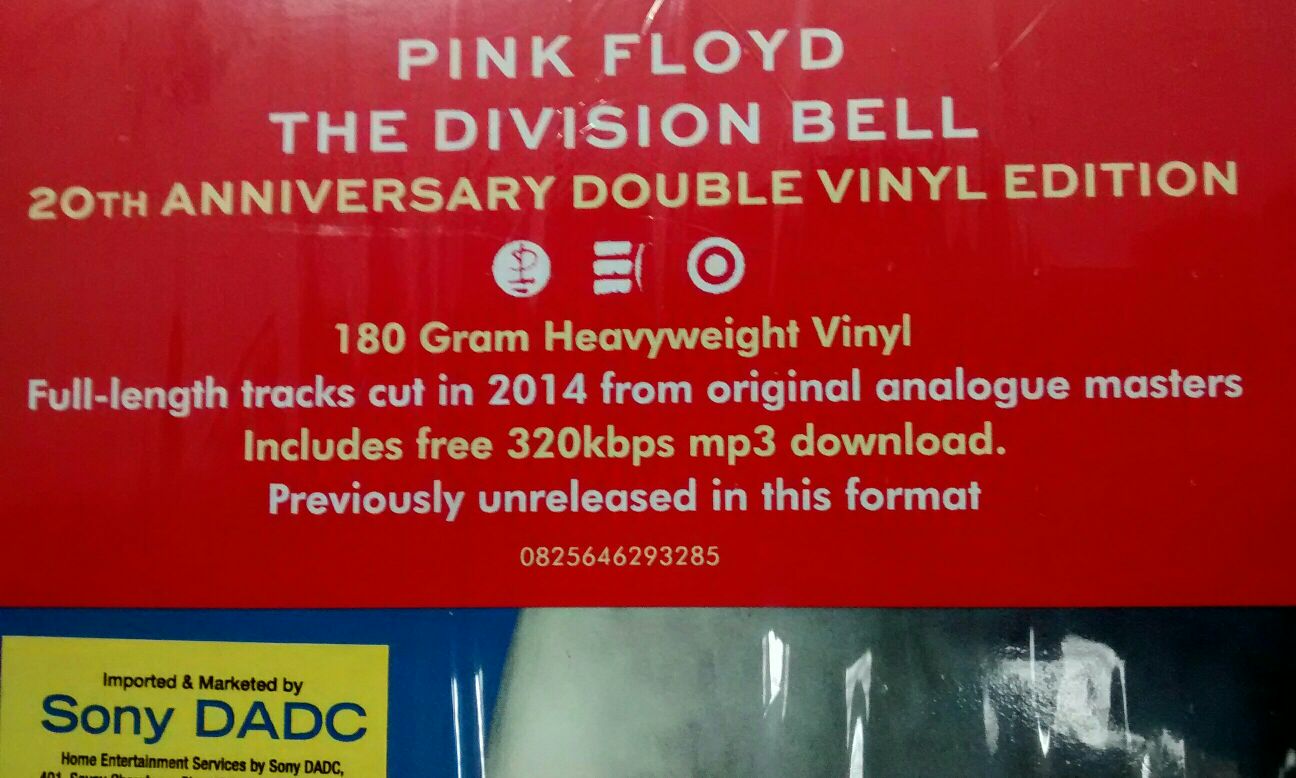 PINK FLOYD
THE DIVISION BELL
20TH ANNIVERSARY DOUBLE VINYL EDITION
180 Gram Heavyweight Vinyl
Full-length tracks cut in 2014 from original analogue masters
Includes free 320kbps mp3 download.
Previously unreleased in this format
0825646293285
Imported & Marketed by
Sony DADC
Home Entertainment Services by Sony DADC,